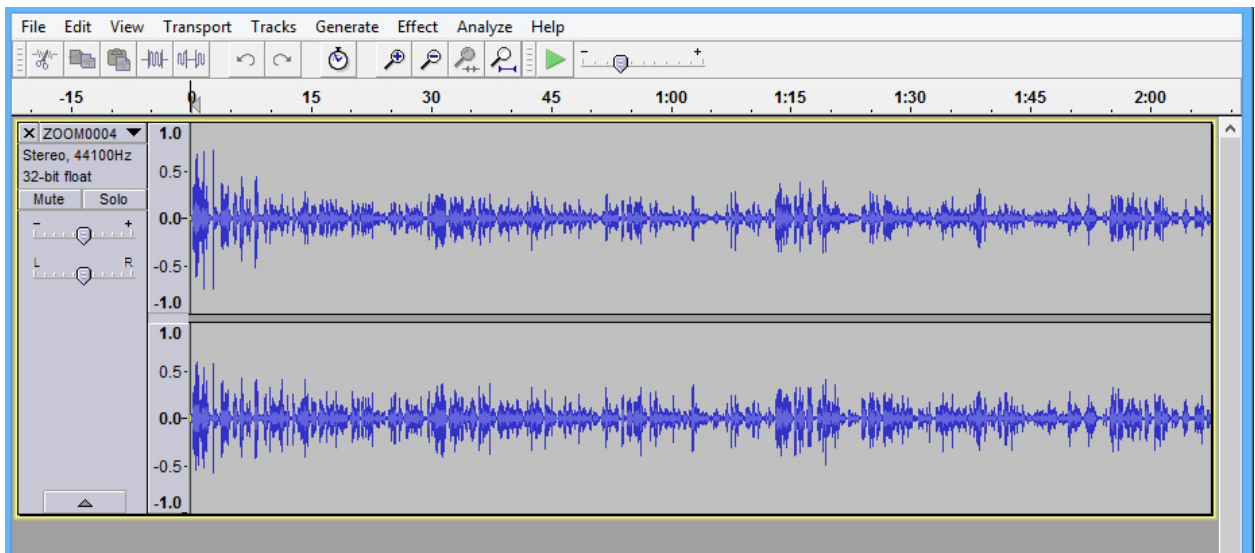 File Edit View Transport Tracks Generate Effect Analyze Help
- +
-15 0 15 30 45 1:00 1:15 1:30 1:45 2:00
X ZOOM0004 1.0
Stereo, 44100Hz
32-bit float 0.5
Mute Solo
- + 0.0
L R -0.5
-1.0
1.0
0.5
0.0
-0.5
-1.0